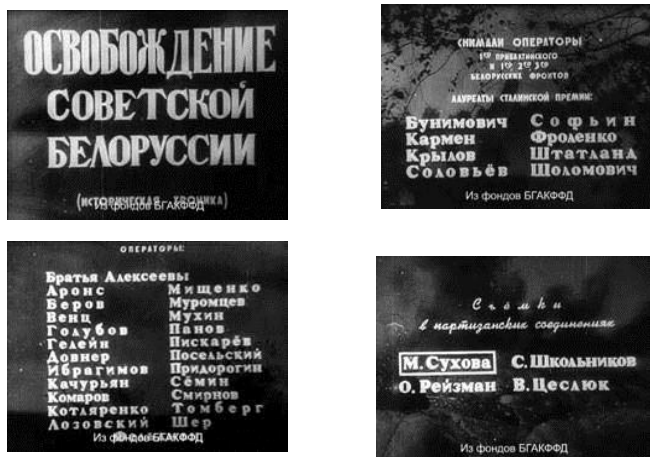 ОСВОБОЖДЕНИЕ
СОВЕТСКОЙ
БЕЛОРУССИИ
(ИСТОРИЧЕСКАЯ ХРОНИКА)
Из фондов БГАКФФД
СНИМАЛИ ОПЕРАТОРЫ
1ГО ПРИБАЛТИЙСКОГО
И 1ГО 2ГО 3ГО
БЕЛОРУССКИХ ФРОНТОВ
ЛАУРЕАТЫ СТАЛИНСКОЙ ПРЕМИИ:
Бунимович Софьин
Кармен Фроленко
Крылов Штатланд
Соловьёв Шоломович
Из фондов БГАКФФД
ОПЕРАТОРЫ:
Братья Алексеевы
Аронс Мищенко
Беров Муромцев
Венц Мухин
Голубов Панов
Гелейн Пискарёв
Довнер Посельский
Ибрагимов Придорогин
Качурьян Сёмин
Комаров Смирнов
Котляренко Томберг
Лозовский Шер
Из фондов БГАКФФД
Съемки
в партизанских соединениях
М. Сухова С. Школьников
О. Рейзман В. Цеслюк
Из фондов БГАКФФД